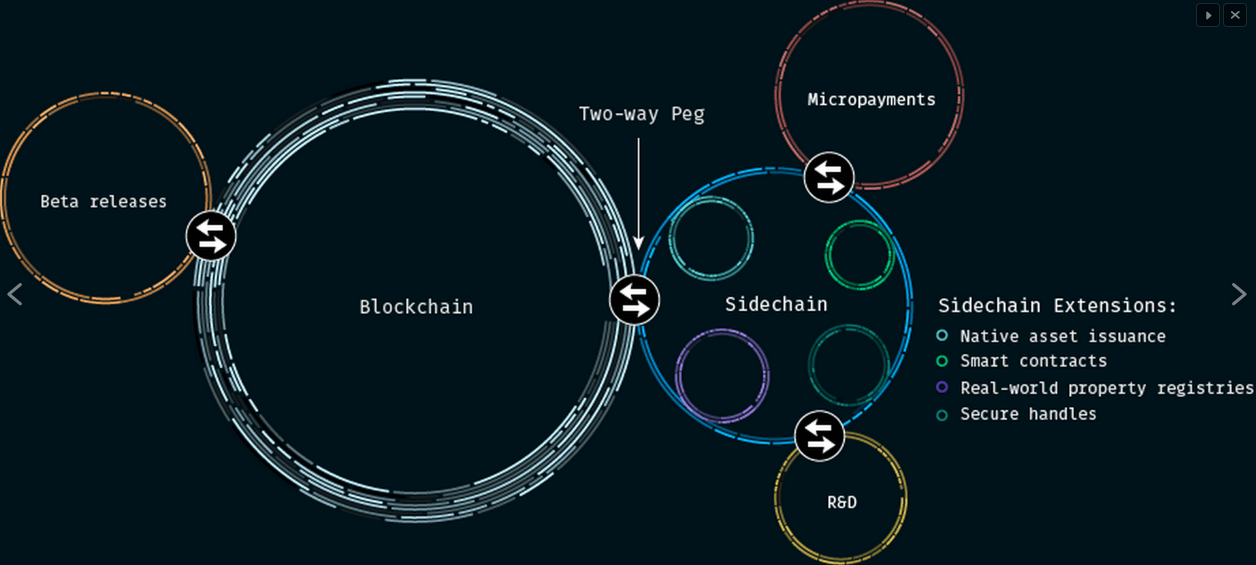 Micropayments
Two-way Peg
Beta releases
Blockchain
Sidechain
Sidechain Extensions:
Native asset issuance
Smart contracts
Real-world property registries
Secure handles
R&D